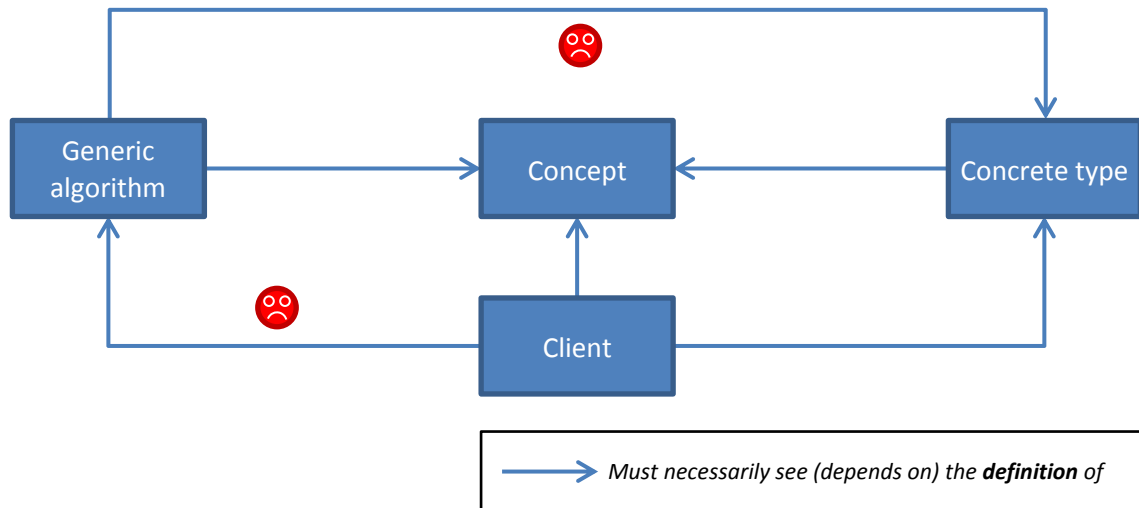 Generic
algorithm
Concept
Concrete type
Client
Must necessarily see (depends on) the definition of